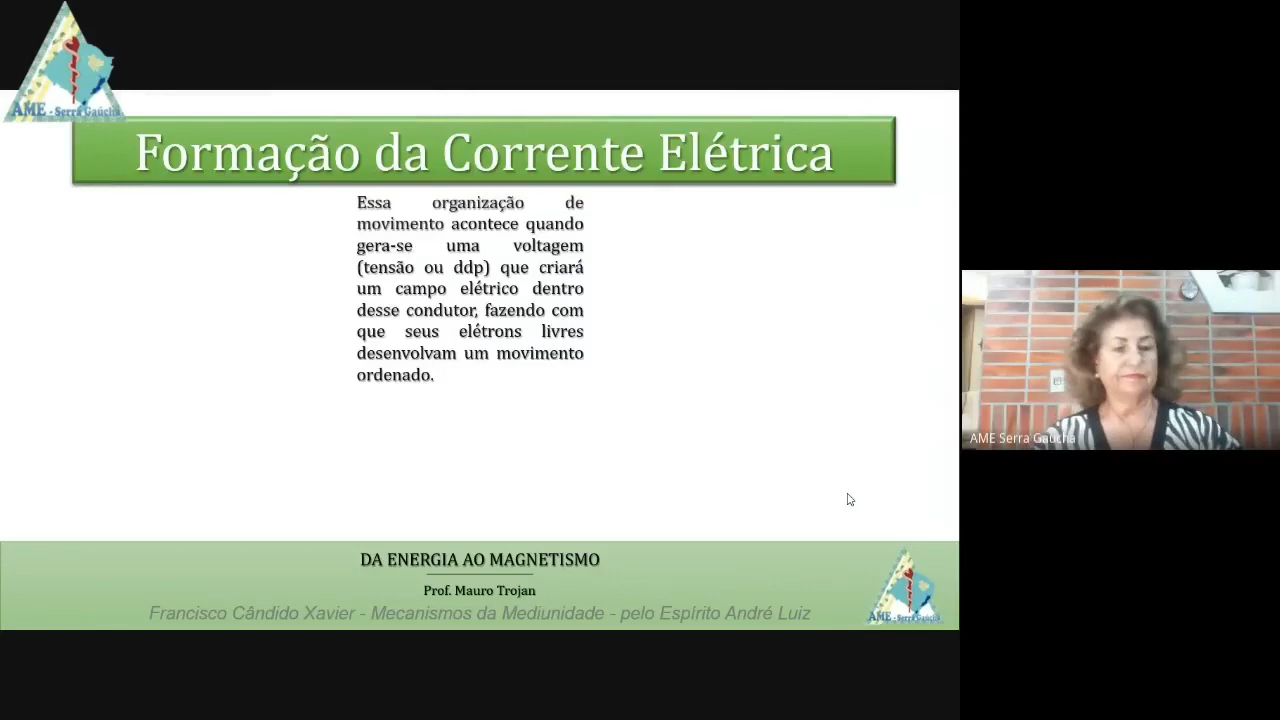 AME - Serra Gaúcha
Formação da Corrente Elétrica
Essa organização de
movimento acontece quando
gera-se uma voltagem
(tensão ou ddp) que criará
um campo elétrico dentro
desse condutor, fazendo com
que seus elétrons livres
desenvolvam um movimento
ordenado.
AME Serra Gaúcha
DA ENERGIA AO MAGNETISMO
Prof. Mauro Trojan
Francisco Cândido Xavier - Mecanismos da Mediunidade - pelo Espírito André Luiz
AME - Serra Gaúcha